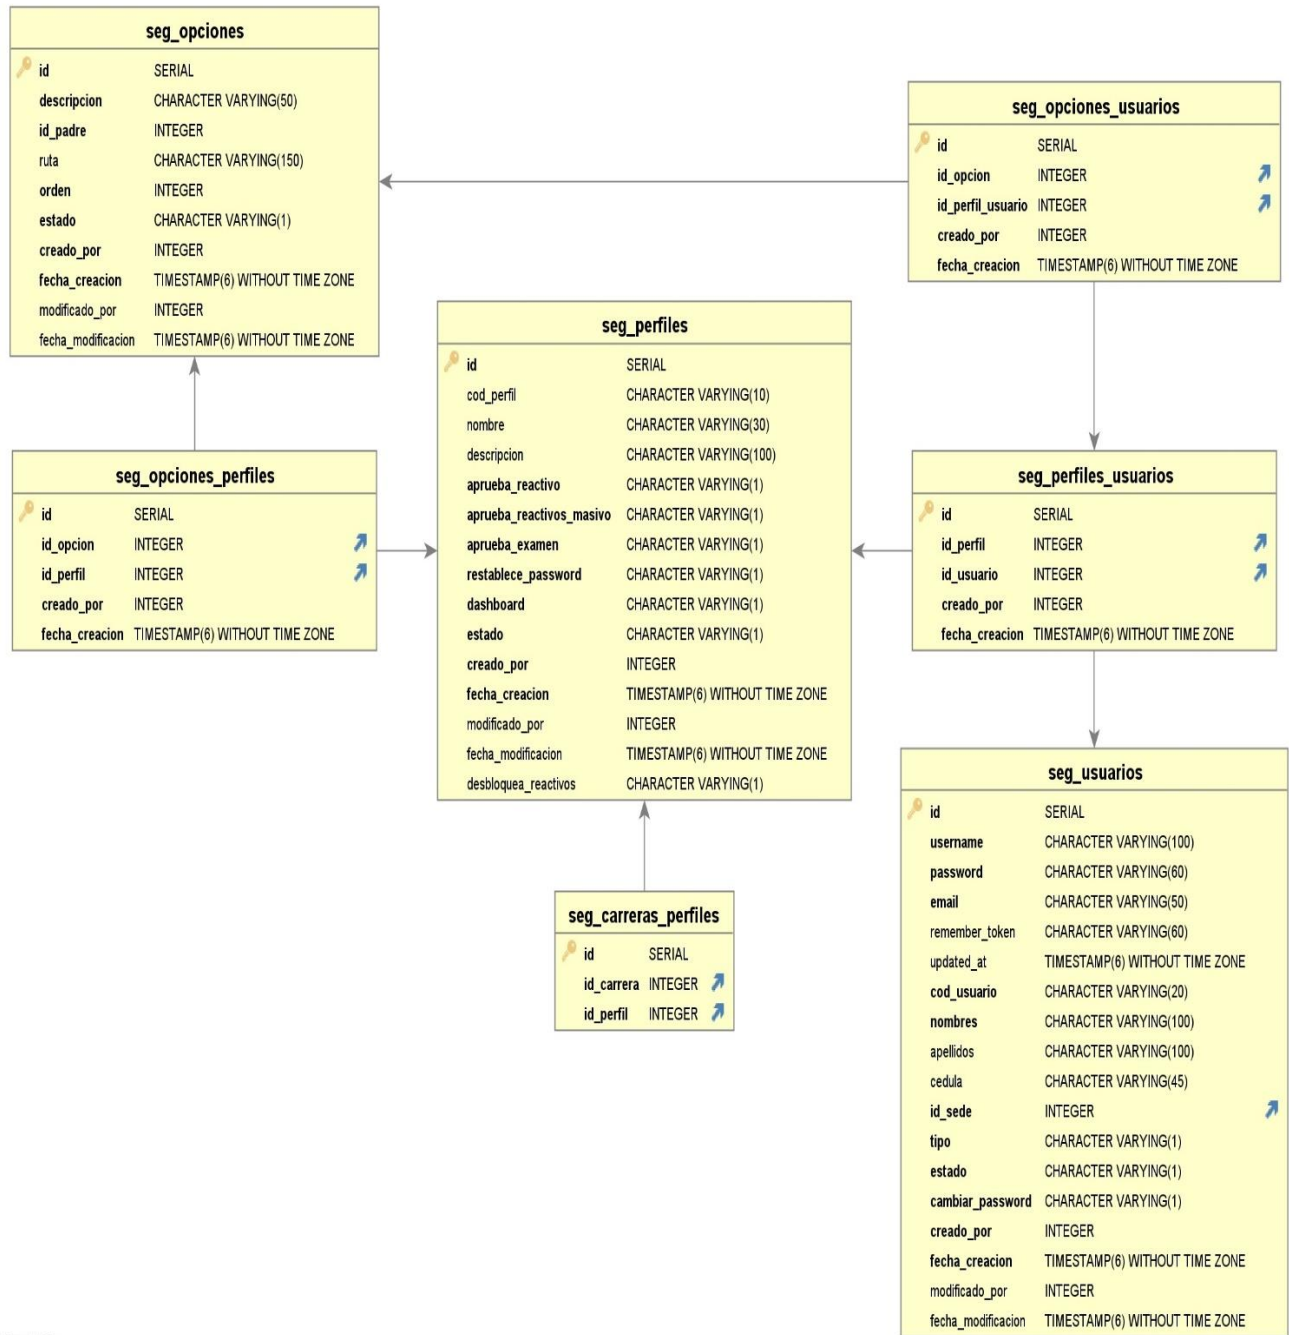 seg_opciones
id SERIAL
descripcion CHARACTER VARYING(50)
id_padre INTEGER
ruta CHARACTER VARYING(150)
orden INTEGER
estado CHARACTER VARYING(1)
creado_por INTEGER
fecha_creacion TIMESTAMP(6) WITHOUT TIME ZONE
modificado_por INTEGER
fecha_modificacion TIMESTAMP(6) WITHOUT TIME ZONE
seg_opciones_usuarios
id SERIAL
id_opcion INTEGER
id_perfil_usuario INTEGER
creado_por INTEGER
fecha_creacion TIMESTAMP(6) WITHOUT TIME ZONE
seg_perfiles
id SERIAL
cod_perfil CHARACTER VARYING(10)
nombre CHARACTER VARYING(30)
descripcion CHARACTER VARYING(100)
aprueba_reactivo CHARACTER VARYING(1)
aprueba_reactivos_masivo CHARACTER VARYING(1)
aprueba_examen CHARACTER VARYING(1)
restablece_password CHARACTER VARYING(1)
dashboard CHARACTER VARYING(1)
estado CHARACTER VARYING(1)
creado_por INTEGER
fecha_creacion TIMESTAMP(6) WITHOUT TIME ZONE
modificado_por INTEGER
fecha_modificacion TIMESTAMP(6) WITHOUT TIME ZONE
desbloquea_reactivos CHARACTER VARYING(1)
seg_opciones_perfiles
id SERIAL
id_opcion INTEGER
id_perfil INTEGER
creado_por INTEGER
fecha_creacion TIMESTAMP(6) WITHOUT TIME ZONE
seg_perfiles_usuarios
id SERIAL
id_perfil INTEGER
id_usuario INTEGER
creado_por INTEGER
fecha_creacion TIMESTAMP(6) WITHOUT TIME ZONE
seg_carreras_perfiles
id SERIAL
id_carrera INTEGER
id_perfil INTEGER
seg_usuarios
id SERIAL
username CHARACTER VARYING(100)
password CHARACTER VARYING(60)
email CHARACTER VARYING(50)
remember_token CHARACTER VARYING(60)
updated_at TIMESTAMP(6) WITHOUT TIME ZONE
cod_usuario CHARACTER VARYING(20)
nombres CHARACTER VARYING(100)
apellidos CHARACTER VARYING(100)
cedula CHARACTER VARYING(45)
id_sede INTEGER
tipo CHARACTER VARYING(1)
estado CHARACTER VARYING(1)
cambiar_password CHARACTER VARYING(1)
creado_por INTEGER
fecha_creacion TIMESTAMP(6) WITHOUT TIME ZONE
modificado_por INTEGER
fecha_modificacion TIMESTAMP(6) WITHOUT TIME ZONE